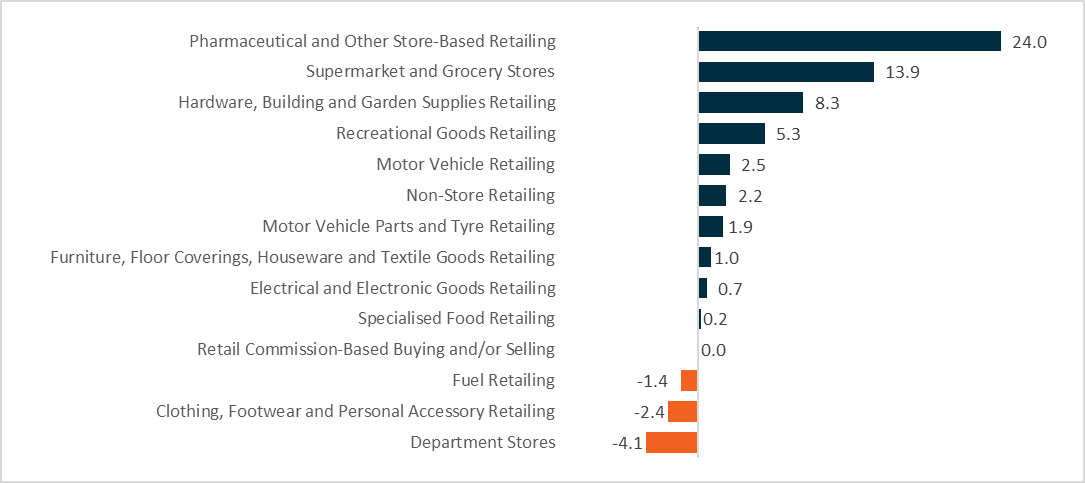 Pharmaceutical and Other Store-Based Retailing 24.0
Supermarket and Grocery Stores 13.9
Hardware, Building and Garden Supplies Retailing 8.3
Recreational Goods Retailing 5.3
Motor Vehicle Retailing 2.5
Non-Store Retailing 2.2
Motor Vehicle Parts and Tyre Retailing 1.9
Furniture, Floor Coverings, Houseware and Textile Goods Retailing 1.0
Electrical and Electronic Goods Retailing 0.7
Specialised Food Retailing 0.2
Retail Commission-Based Buying and/or Selling 0.0
Fuel Retailing -1.4
Clothing, Footwear and Personal Accessory Retailing -2.4
Department Stores -4.1